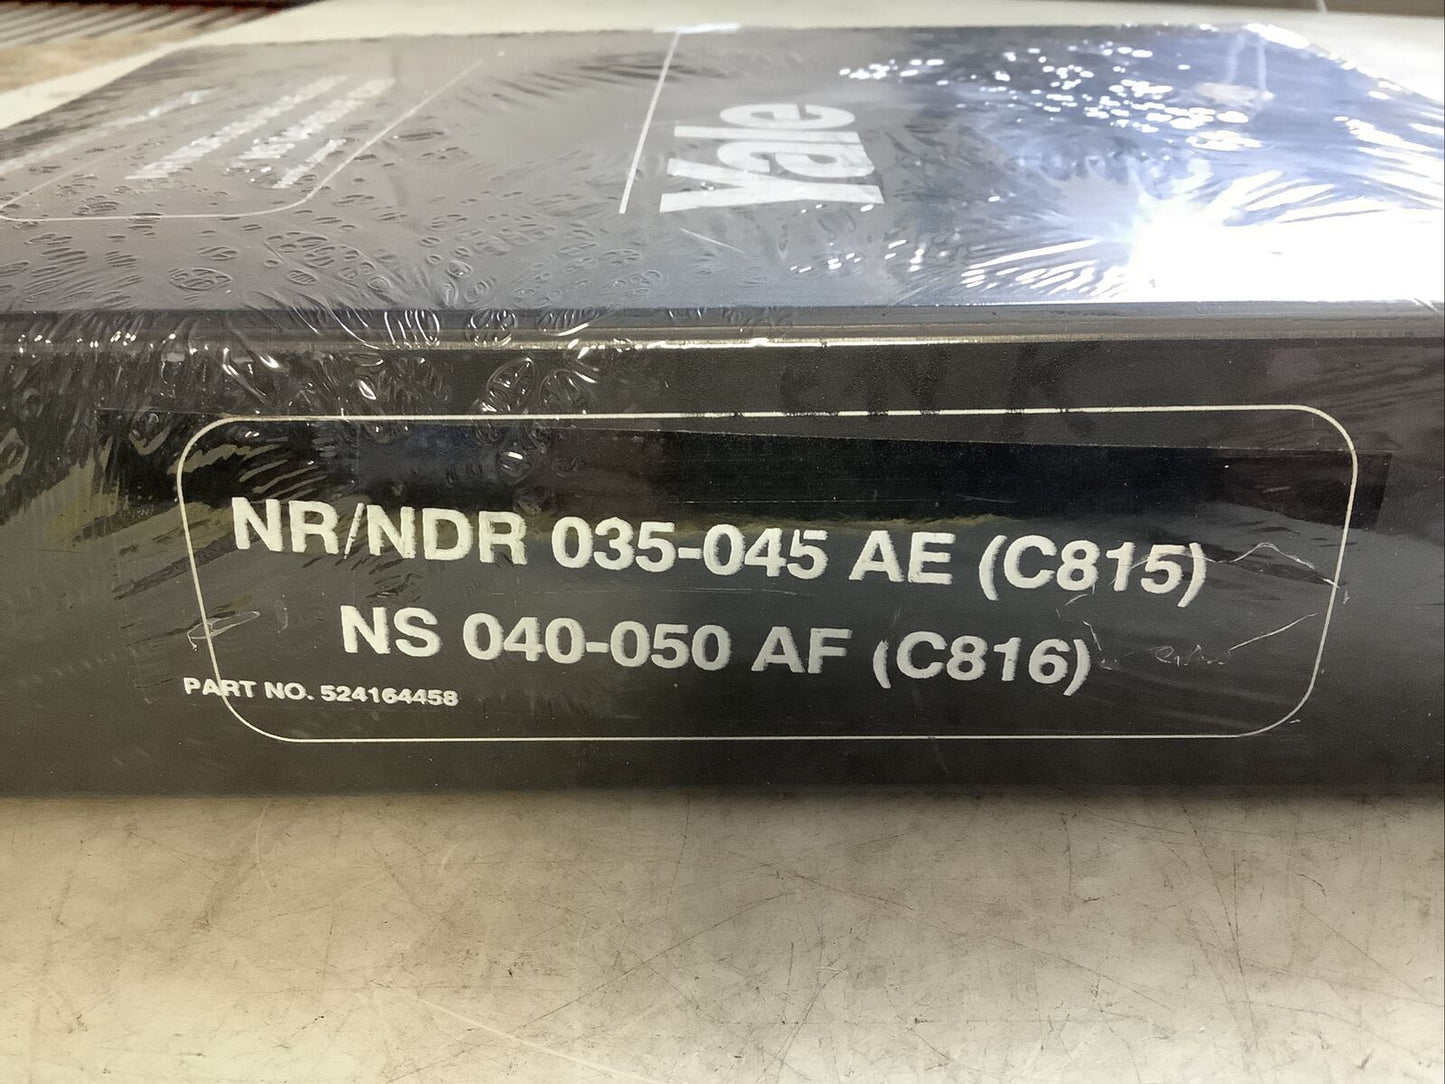 Yale
NR/NDR 035-045 AE (C815)
NS 040-050 AF (C816)
PART NO. 524164458